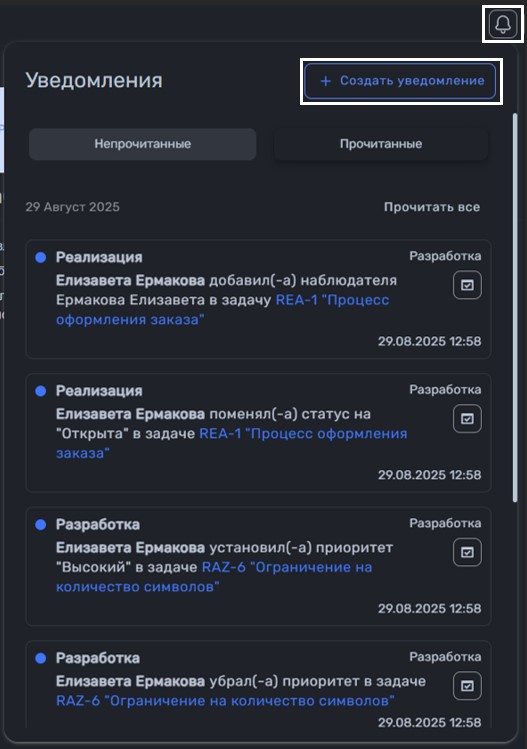 Уведомления
+ Создать уведомление
Непрочитанные
Прочитанные
29 Август 2025
Прочитать все
Реализация
Разработка
Елизавета Ермакова добавил(-а) наблюдателя
Ермакова Елизавета в задачу REA-1 "Процесс
оформления заказа"
29.08.2025 12:58
Реализация
Разработка
Елизавета Ермакова поменял(-а) статус на
"Открыта" в задаче REA-1 "Процесс оформления
заказа"
29.08.2025 12:58
Разработка
Разработка
Елизавета Ермакова установил(-а) приоритет
"Высокий" в задаче RAZ-6 "Ограничение на
количество символов"
29.08.2025 12:58
Разработка
Разработка
Елизавета Ермакова убрал(-а) приоритет в задаче
RAZ-6 "Ограничение на количество символов"
29.08.2025 12:58